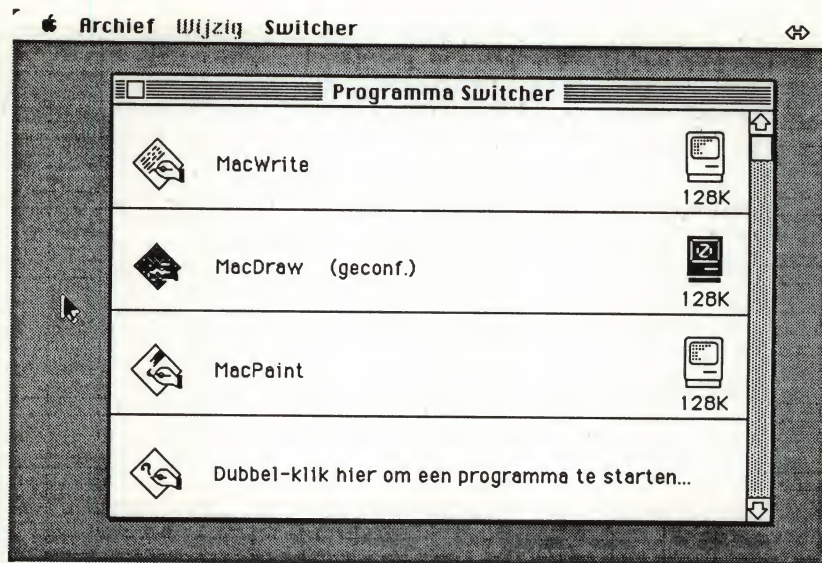 Archief Wijzig Switcher
Programma Switcher
MacWrite
128K
MacDraw (geconf.)
128K
MacPaint
128K
Dubbel-klik hier om een programma te starten...